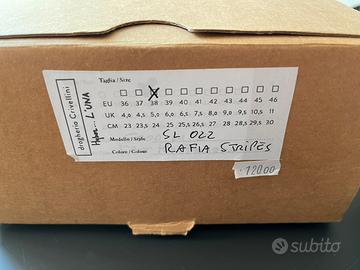 drogheria Crivellini
LUNA
Taglia / Size
EU 36 37 38 39 40 41 42 43 44 45 46
UK 4,0 4,5 5,0 6,0 6,5 7,5 8,0 9,0 9,5 10,5 11
CM 23 23,5 24 25 25,5 26,5 27 28 28,5 29,5 30
Modello / Style SL 022
Colore / Colour RAFIA STRIPES
120.00
subito